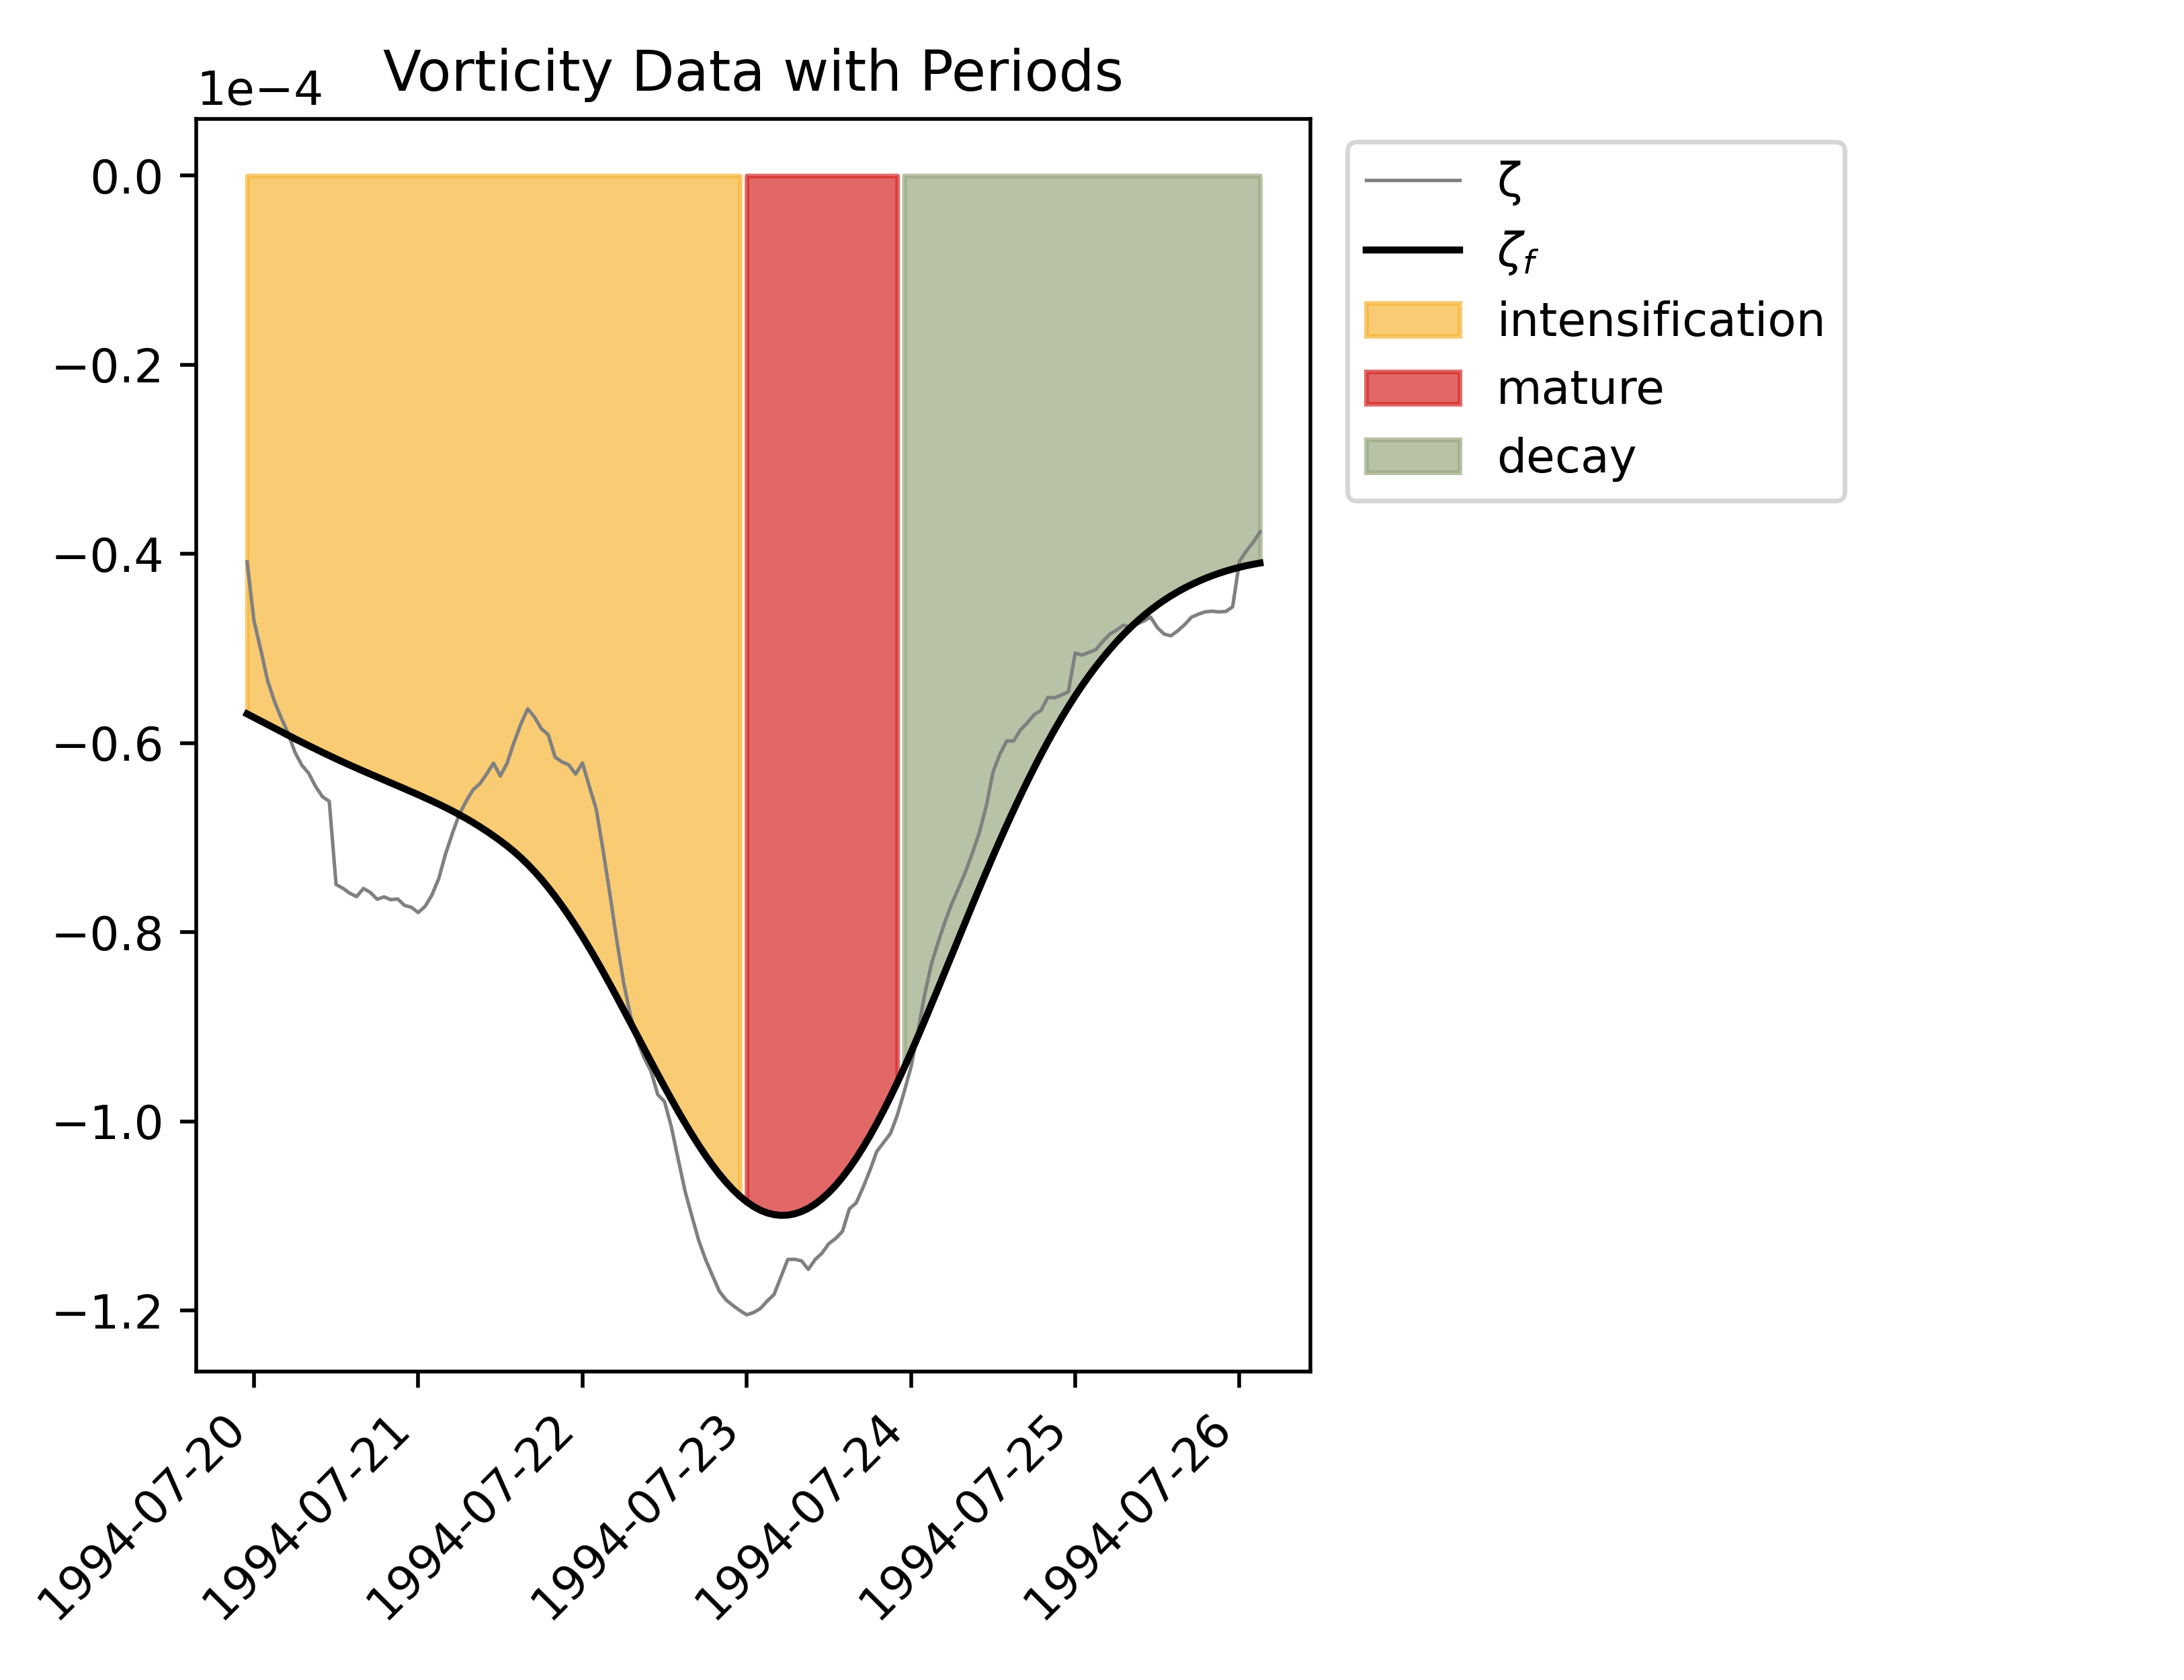 Vorticity Data with Periods
1e−4
0.0
−0.2
−0.4
−0.6
−0.8
−1.0
−1.2
1994-07-20
1994-07-21
1994-07-22
1994-07-23
1994-07-24
1994-07-25
1994-07-26
ζ
ζf
intensification
mature
decay